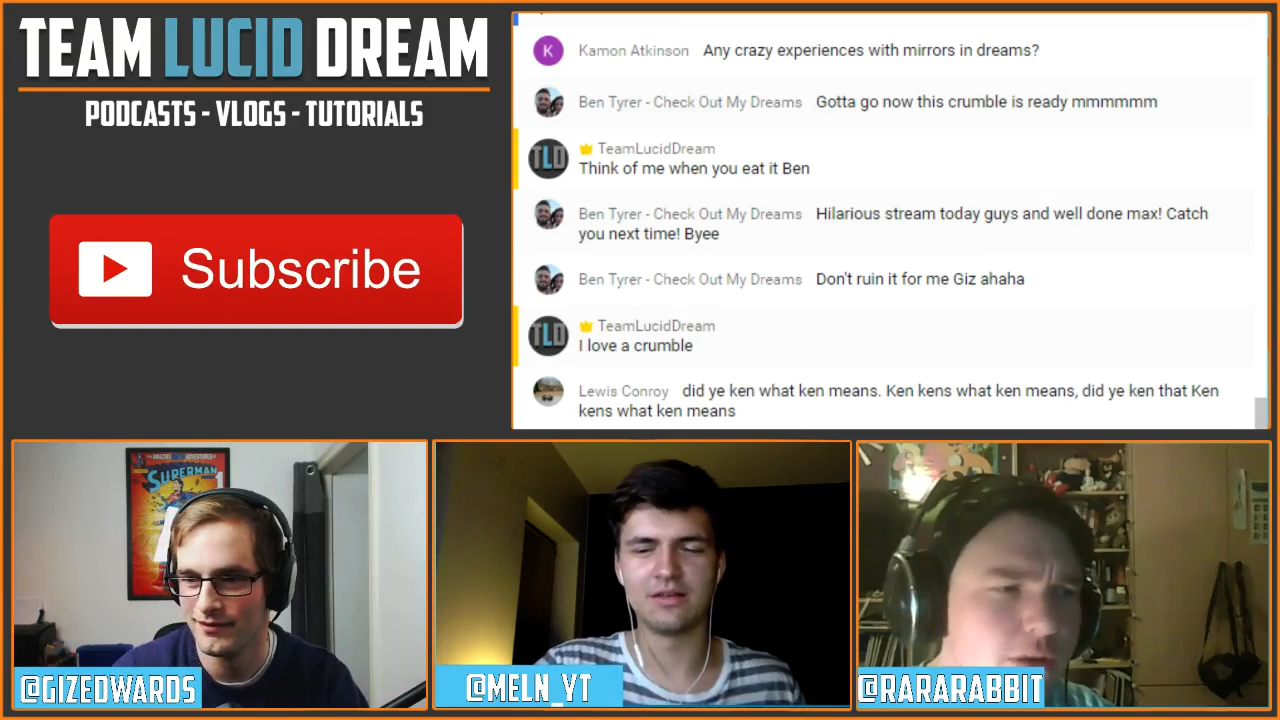 TEAM LUCID DREAM
PODCASTS - VLOGS - TUTORIALS
Subscribe
K
Kamon Atkinson Any crazy experiences with mirrors in dreams?
Ben Tyrer - Check Out My Dreams Gotta go now this crumble is ready mmmmmm
TLD
TeamLucidDream
Think of me when you eat it Ben
Ben Tyrer - Check Out My Dreams Hilarious stream today guys and well done max! Catch
you next time! Byee
Ben Tyrer - Check Out My Dreams Don't ruin it for me Giz ahaha
TLD
TeamLucidDream
I love a crumble
Lewis Conroy did ye ken what ken means. Ken kens what ken means, did ye ken that Ken
kens what ken means
SUPERMAN
@GIZEDWARDS
@MELN_YT
@RARARABBIT